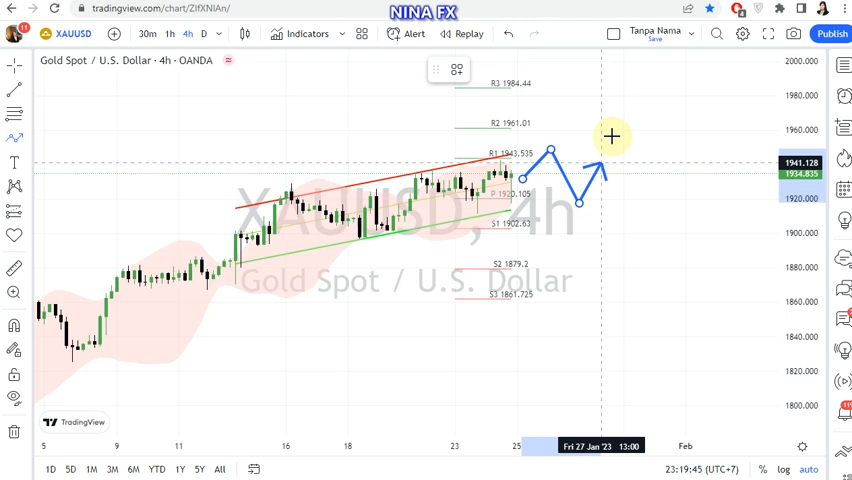 NINA FX
tradingview.com/chart/ZIfXNIAn/
11
XAUUSD
30m 1h 4h D
Indicators
Alert
Replay
Tanpa Nama
Save
Publish
Gold Spot / U.S. Dollar · 4h · OANDA
2000.000
R3 1984.44
1980.000
R2 1961.01
1960.000
R1 1943.535
1941.128
1934.835
P 1920.105
1920.000
XAUUSD, 4h
S1 1902.63
1900.000
Gold Spot / U.S. Dollar
S2 1879.2
1880.000
S3 1861.725
1860.000
1840.000
1820.000
1800.000
TradingView
5 9 11 16 18 23 25 Fri 27 Jan '23 13:00 Feb
1D 5D 1M 3M 6M YTD 1Y 5Y All
23:19:45 (UTC+7) % log auto